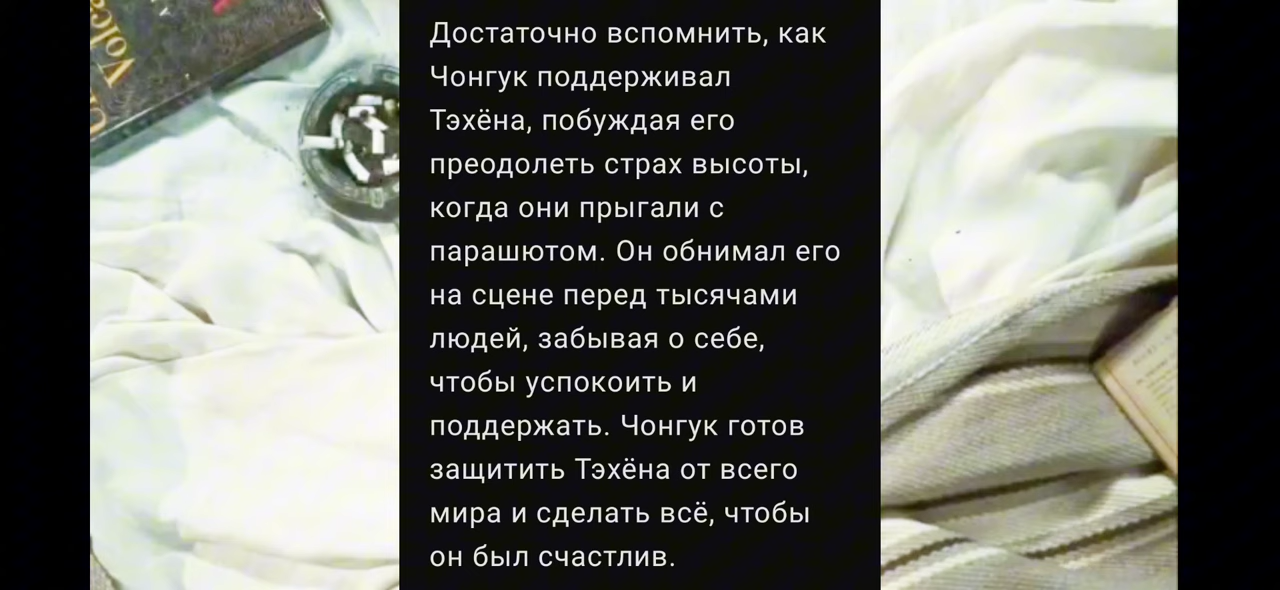 Volca
Достаточно вспомнить, как
Чонгук поддерживал
Тэхёна, побуждая его
преодолеть страх высоты,
когда они прыгали с
парашютом. Он обнимал его
на сцене перед тысячами
людей, забывая о себе,
чтобы успокоить и
поддержать. Чонгук готов
защитить Тэхёна от всего
мира и сделать всё, чтобы
он был счастлив.